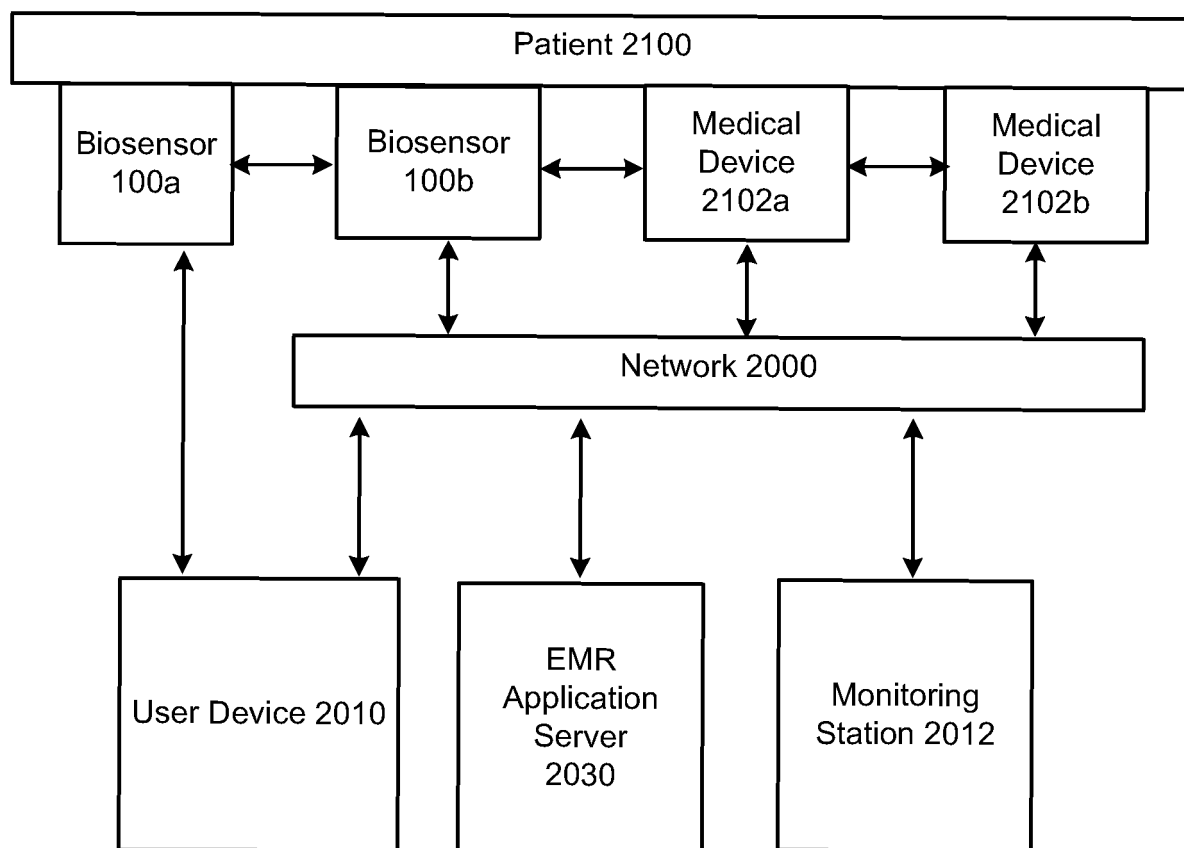 Patient 2100
Biosensor
100a
Biosensor
100b
Medical
Device
2102a
Medical
Device
2102b
Network 2000
User Device 2010
EMR
Application
Server
2030
Monitoring
Station 2012